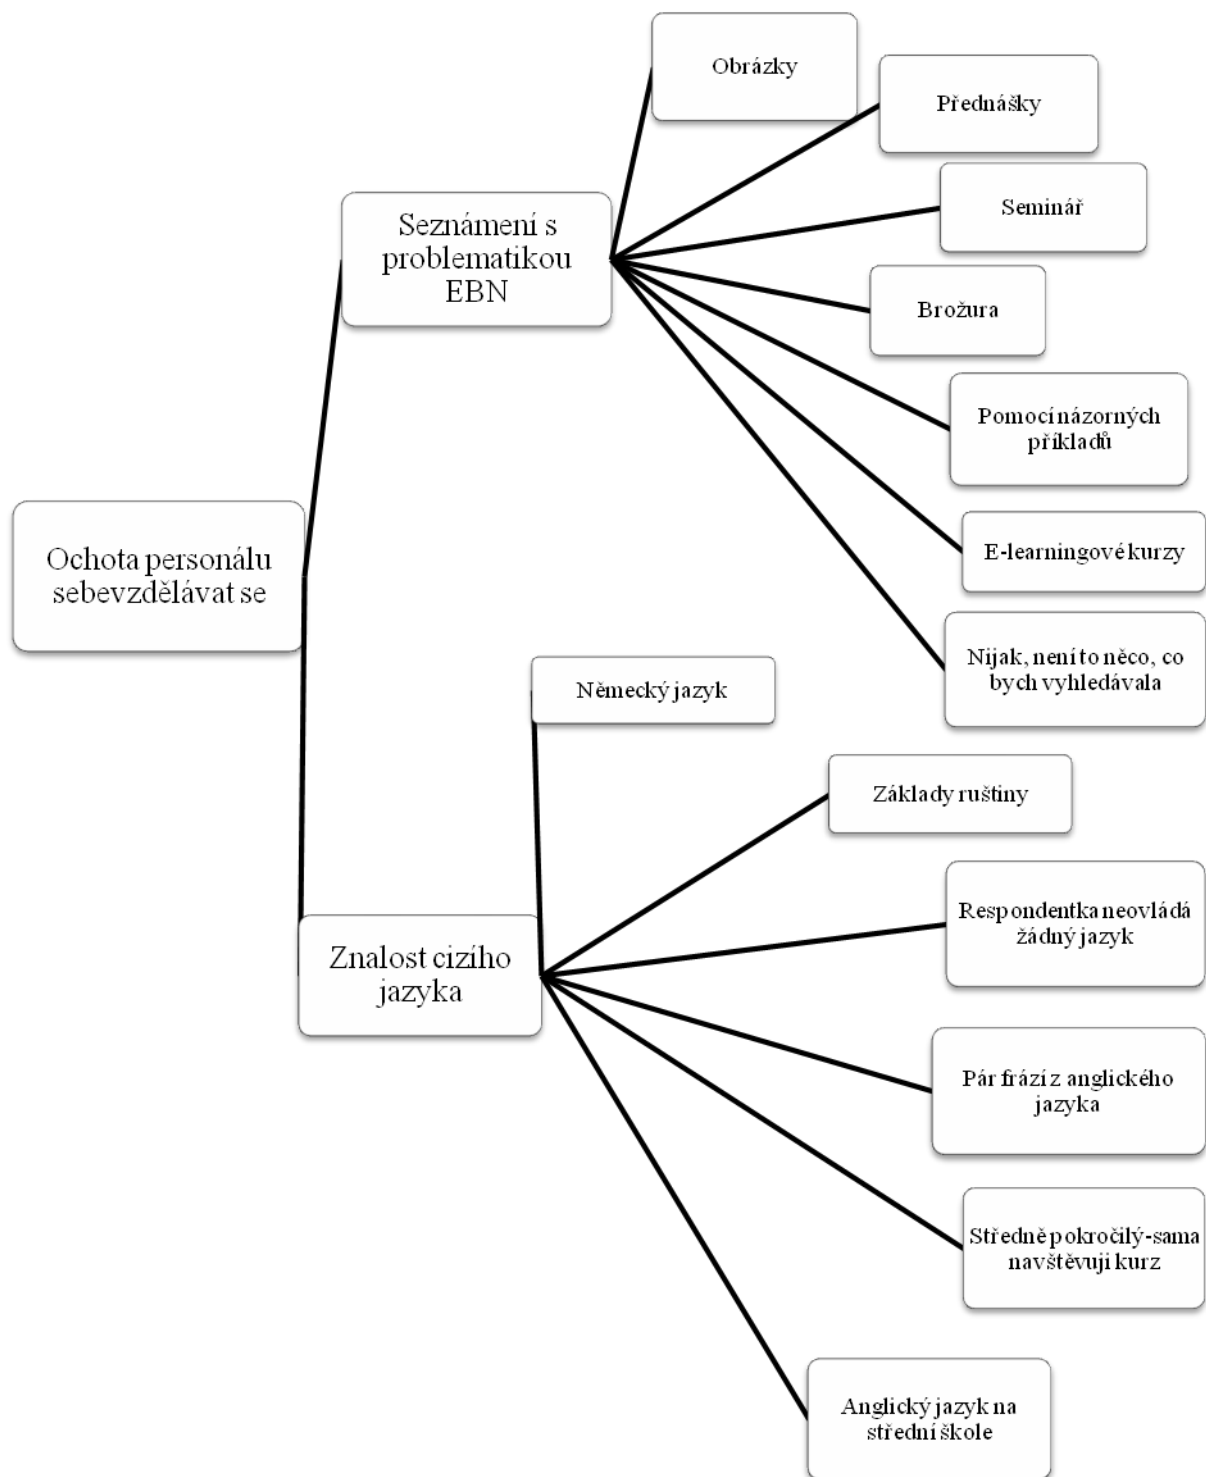 Obrázky
Přednášky
Seminář
Seznámení s
problematikou
EBN
Brožura
Pomocí názorných
příkladů
E-learningové kurzy
Ochota personálu
sebevzdělávat se
Nijak, není to něco, co
bych vyhledávala
Německý jazyk
Základy ruštiny
Respondentka neovládá
žádný jazyk
Znalost cizího
jazyka
Pár frází z anglického
jazyka
Středně pokročilý-sama
navštěvuji kurz
Anglický jazyk na
střední škole